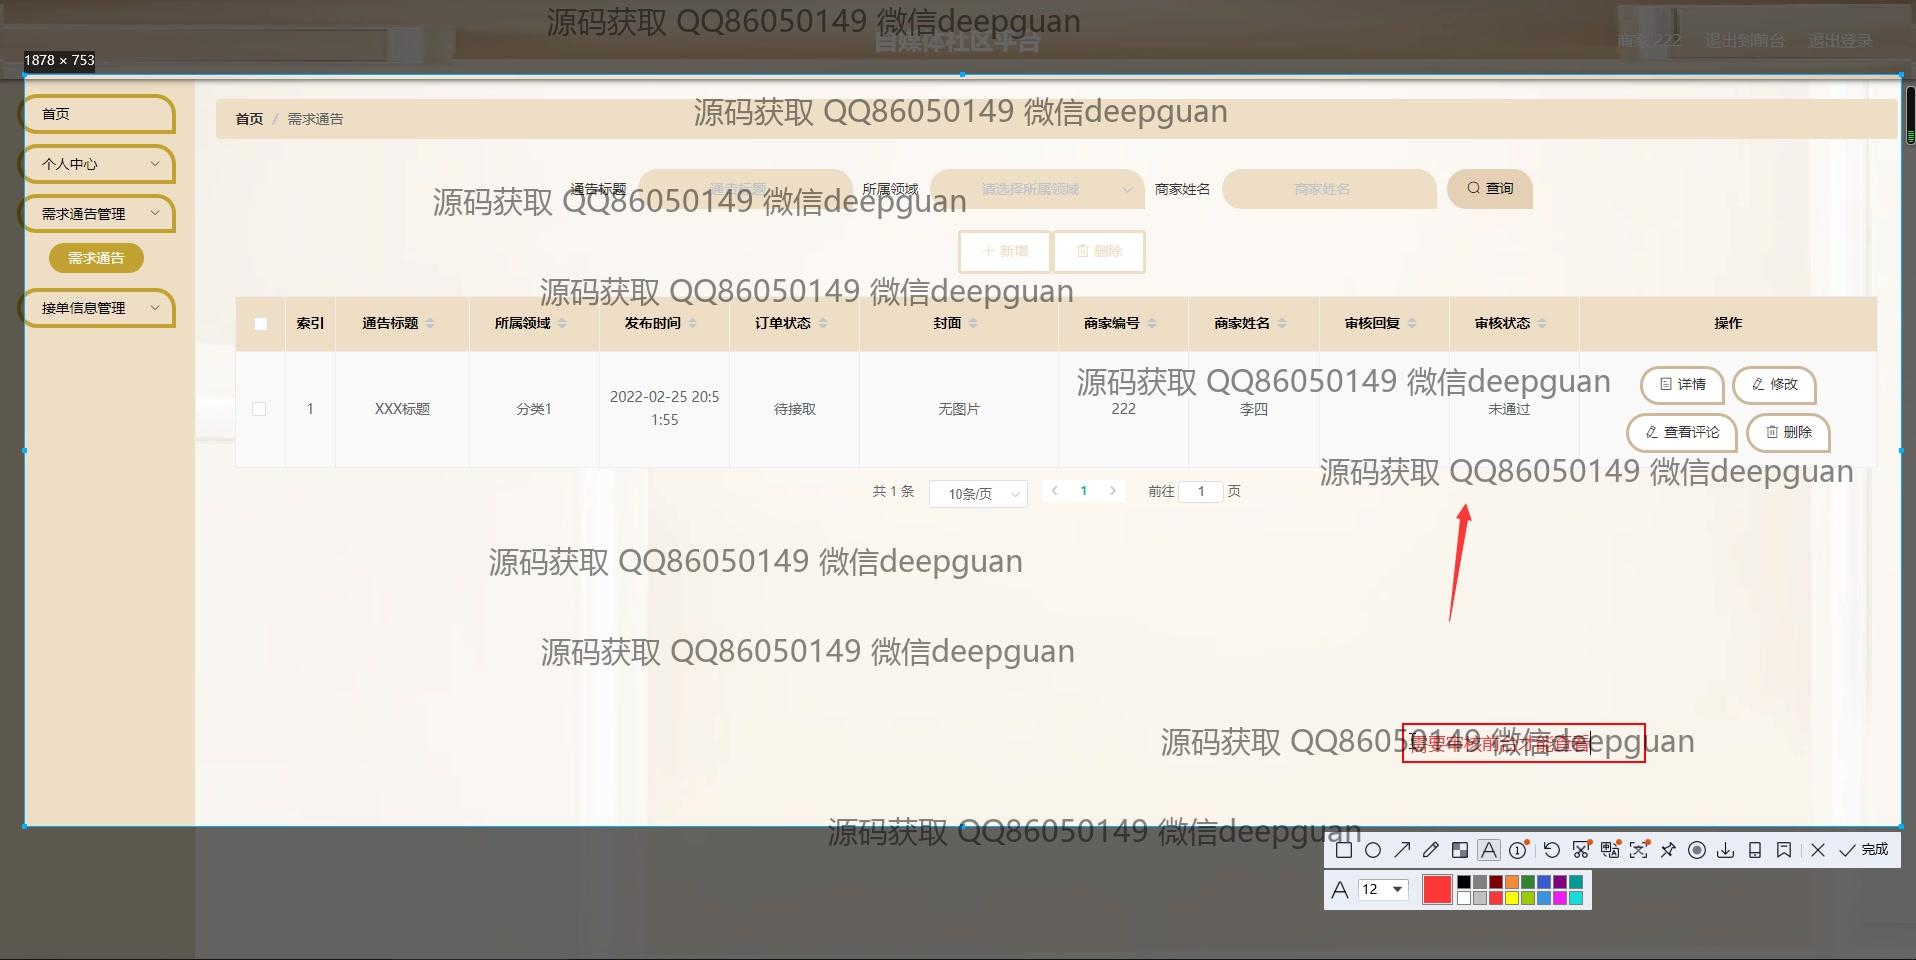 源码获取 QQ86050149 微信deepguan
自媒体社区平台
商家 222 退出到前台 退出登录
1878 × 753
首页
个人中心
需求通告管理
需求通告
接单信息管理
首页 / 需求通告
源码获取 QQ86050149 微信deepguan
通告标题 通告标题 所属领域 请选择所属领域 商家姓名 商家姓名 查询
源码获取 QQ86050149 微信deepguan
新增 删除
源码获取 QQ86050149 微信deepguan
索引 通告标题 所属领域 发布时间 订单状态 封面 商家编号 商家姓名 审核回复 审核状态 操作
源码获取 QQ86050149 微信deepguan
1 XXX标题 分类1 2022-02-25 20:5 待接取 无图片 222 李四 未通过 详情 修改
1:55 查看评论 删除
源码获取 QQ86050149 微信deepguan
共 1 条 10条/页 1 前往 1 页
源码获取 QQ86050149 微信deepguan
源码获取 QQ86050149 微信deepguan
源码获取 QQ86050149 微信deepguan
需要审核前台才能查看
源码获取 QQ86050149 微信deepguan
完成
A 12